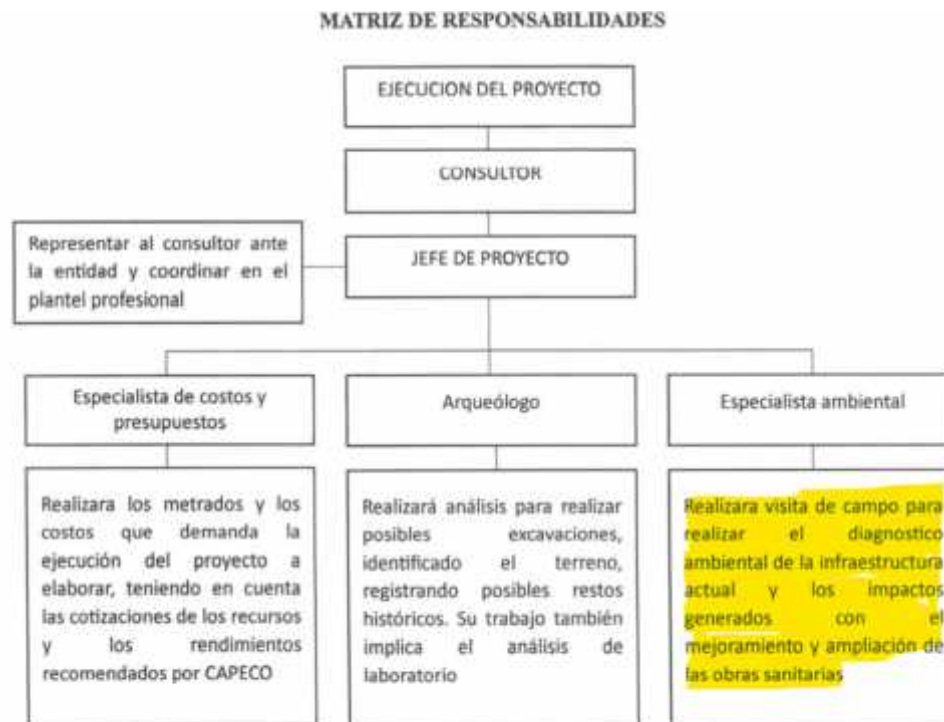 MATRIZ DE RESPONSABILIDADES
EJECUCION DEL PROYECTO
CONSULTOR
Representar al consultor ante
la entidad y coordinar en el
plantel profesional
JEFE DE PROYECTO
Especialista de costos y
presupuestos
Arqueólogo
Especialista ambiental
Realizara los metrados y los
costos que demanda la
ejecución del proyecto a
elaborar, teniendo en cuenta
las cotizaciones de los recursos
y los rendimientos
recomendados por CAPECO
Realizará análisis para realizar
posibles excavaciones,
identificado el terreno,
registrando posibles restos
históricos. Su trabajo también
implica el análisis de
laboratorio
Realizara visita de campo para
realizar el diagnostico
ambiental de la infraestructura
actual y los impactos
generados con el
mejoramiento y ampliación de
las obras sanitarias